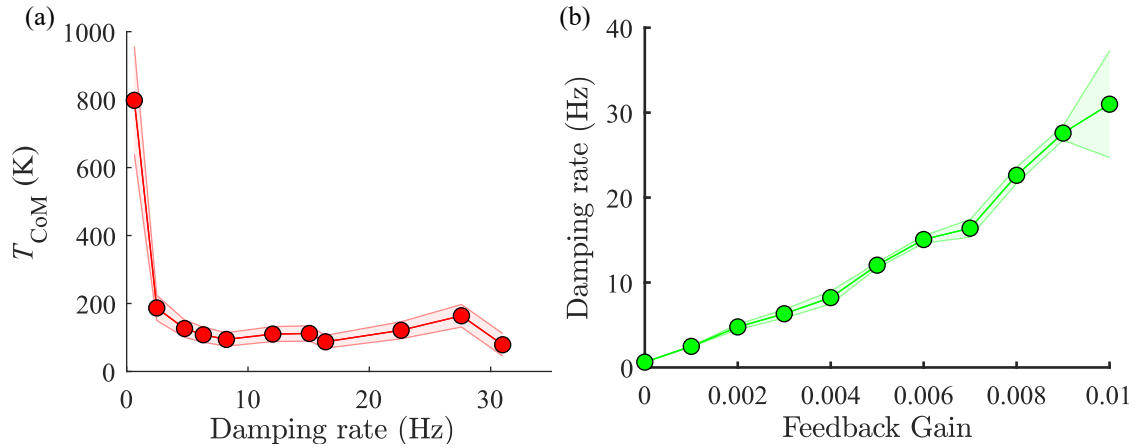 (a)
1000
800
600
400
200
0
T_CoM (K)
0 10 20 30
Damping rate (Hz)
(b)
40
30
20
10
0
Damping rate (Hz)
0 0.002 0.004 0.006 0.008 0.01
Feedback Gain